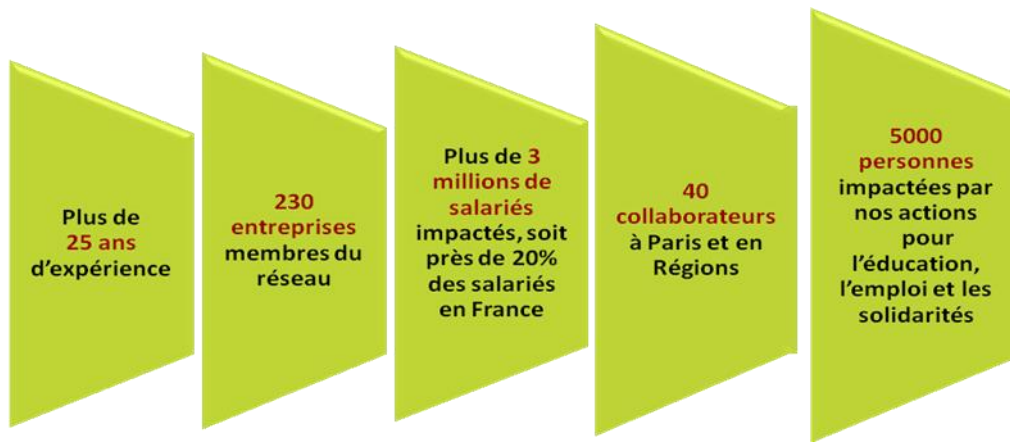 Plus de
25 ans
d’expérience
230
entreprises
membres du
réseau
Plus de 3
millions de
salariés
impactés, soit
près de 20%
des salariés
en France
40
collaborateurs
à Paris et en
Régions
5000
personnes
impactées par
nos actions
pour
l’éducation,
l’emploi et les
solidarités